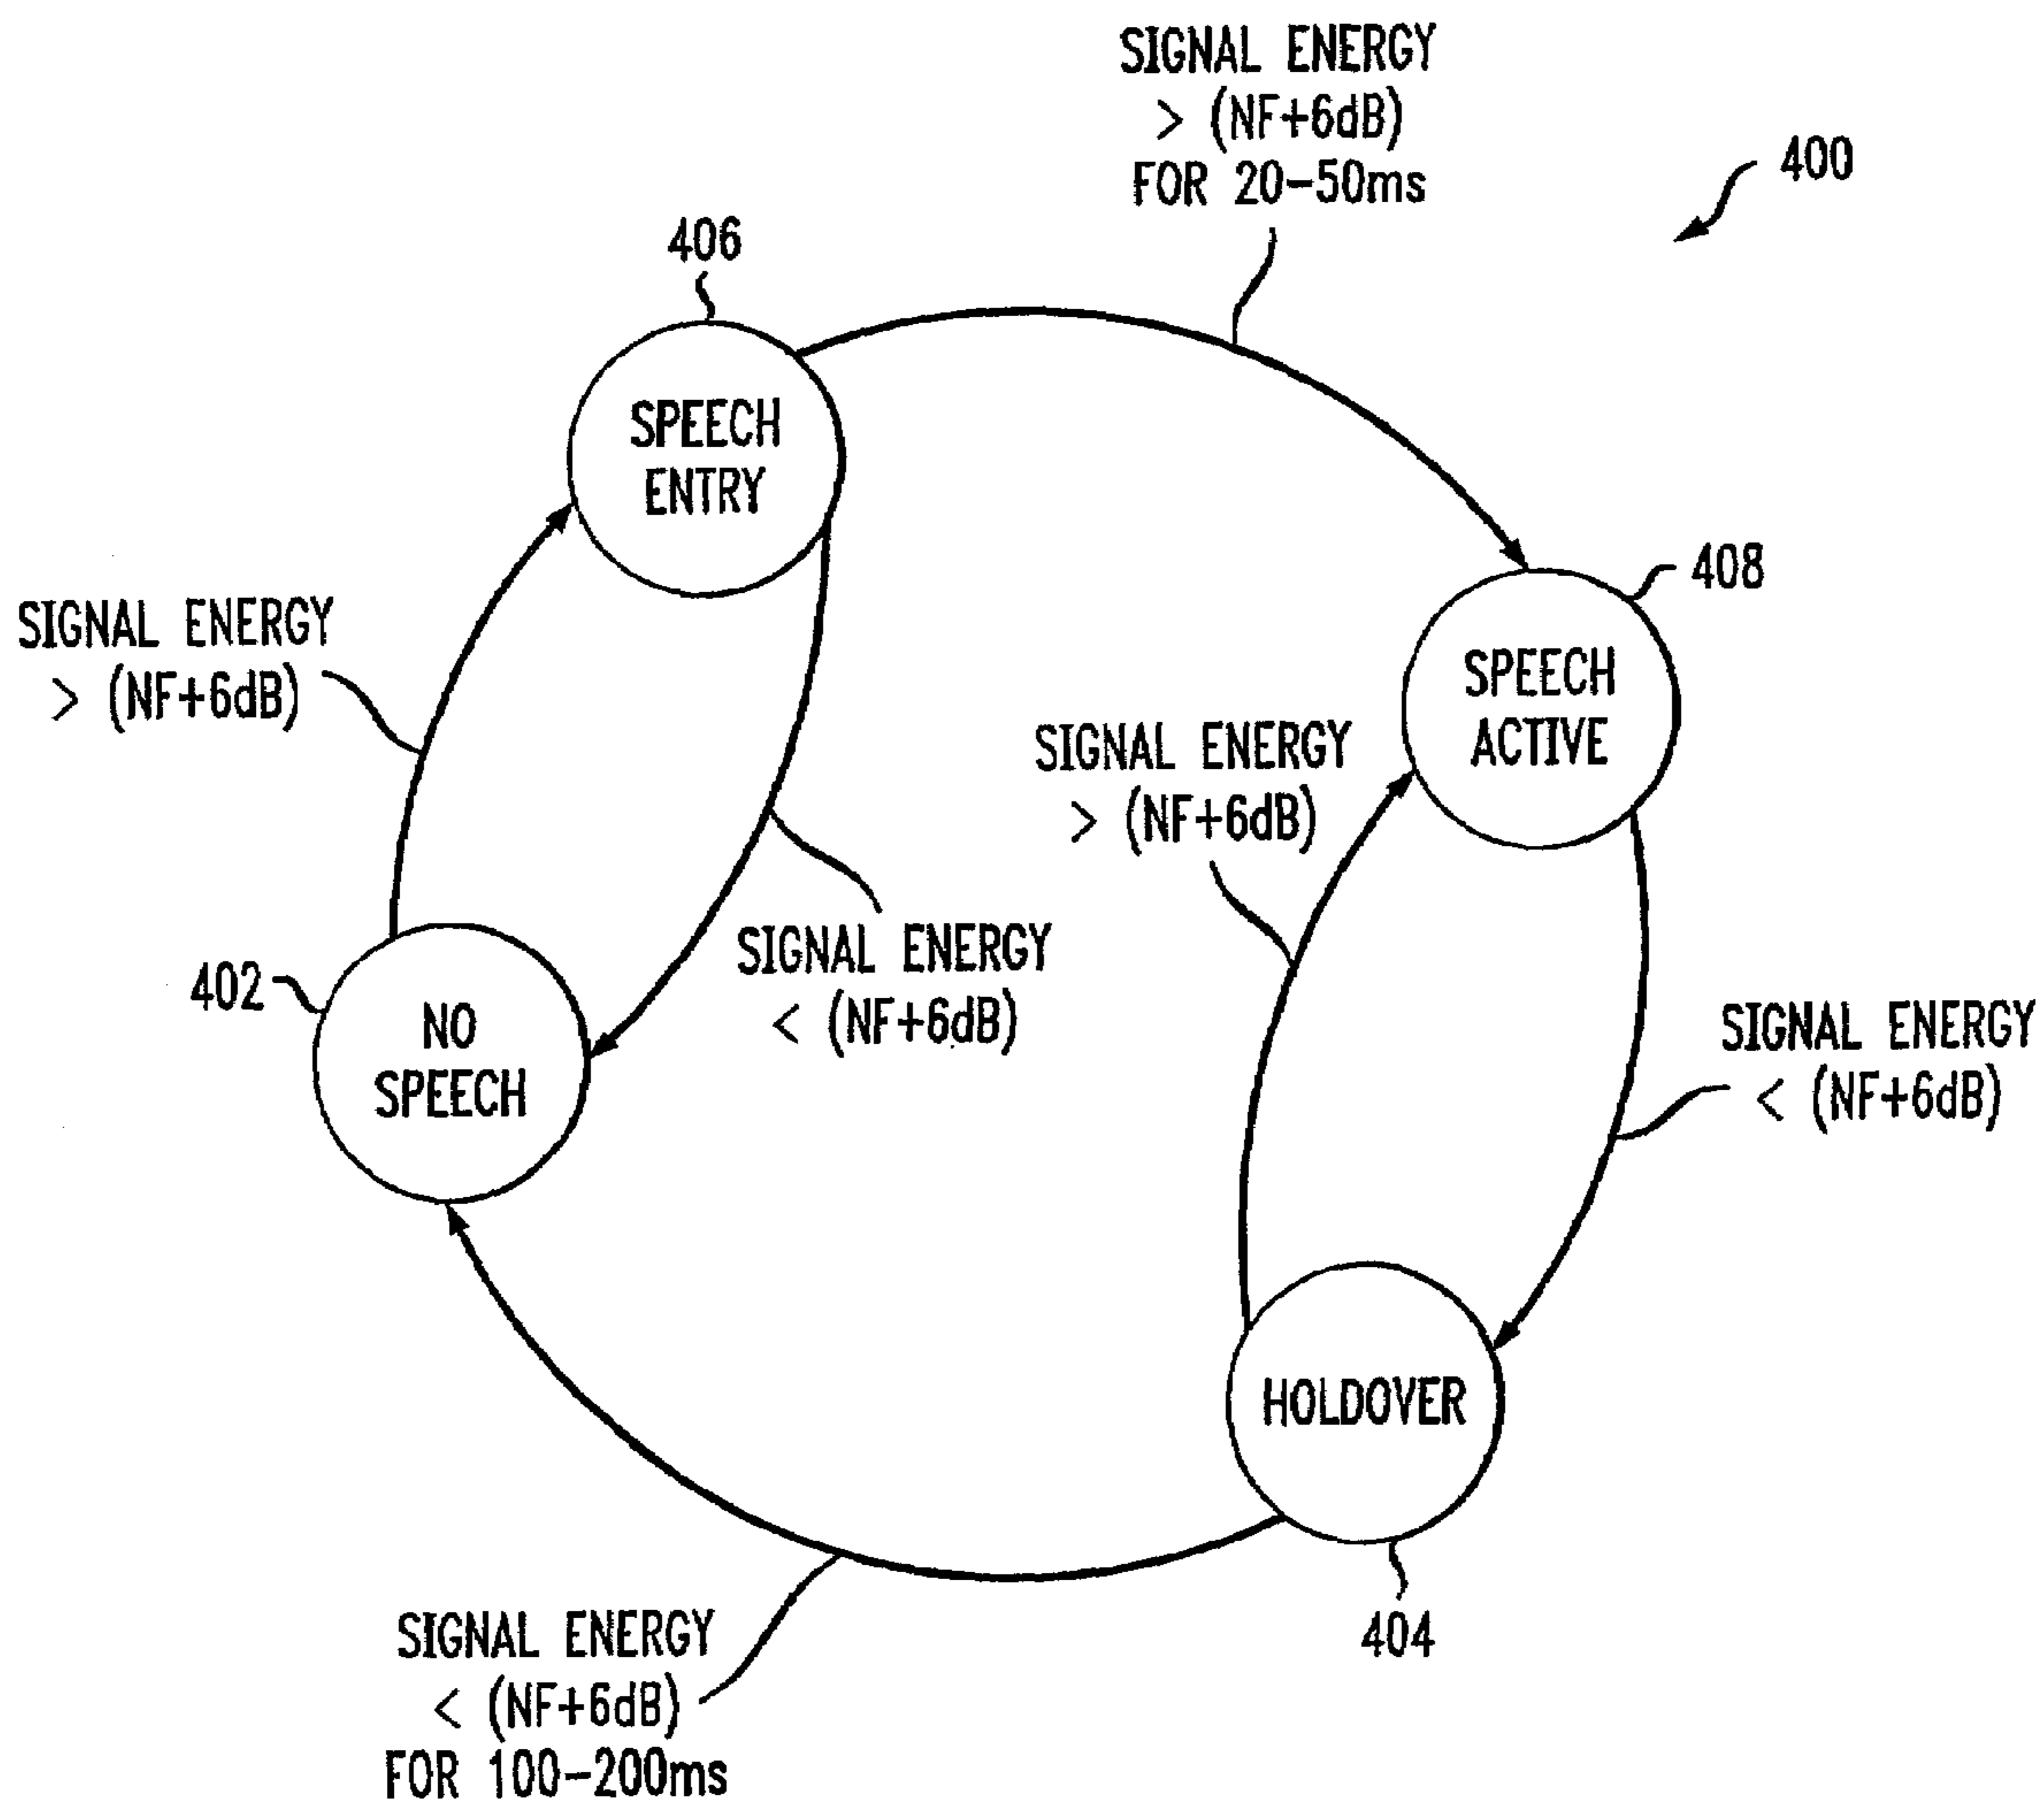 SIGNAL ENERGY
> (NF+6dB)
FOR 20-50ms
400
406
SPEECH
ENTRY
408
SIGNAL ENERGY
> (NF+6dB)
SPEECH
ACTIVE
SIGNAL ENERGY
> (NF+6dB)
SIGNAL ENERGY
< (NF+6dB)
402
NO
SPEECH
SIGNAL ENERGY
< (NF+6dB)
HOLDOVER
404
SIGNAL ENERGY
< (NF+6dB)
FOR 100-200ms